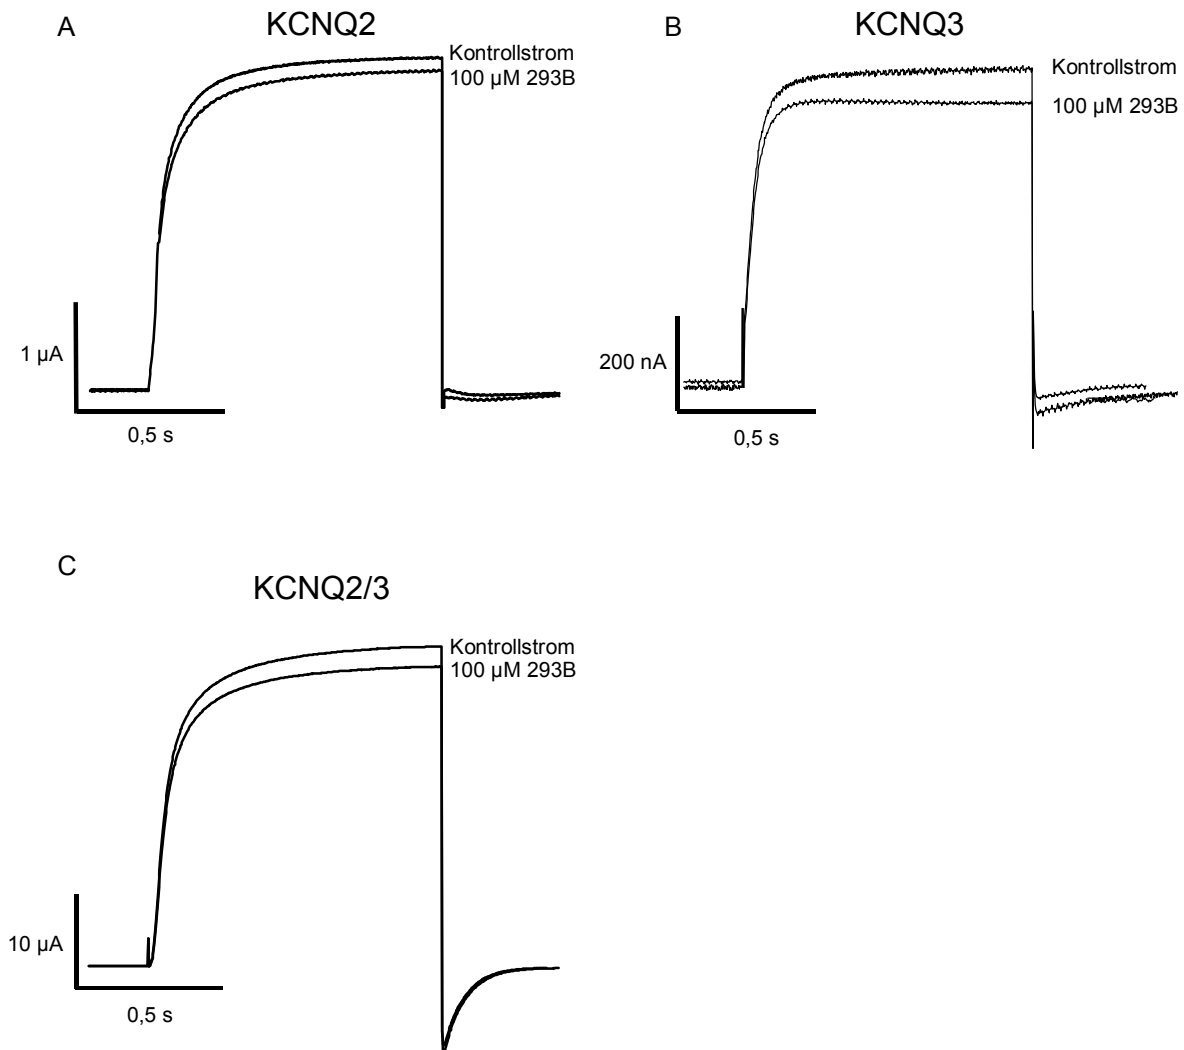 A
KCNQ2
Kontrollstrom
100 µM 293B
1 µA
0,5 s
B
KCNQ3
Kontrollstrom
100 µM 293B
200 nA
0,5 s
C
KCNQ2/3
Kontrollstrom
100 µM 293B
10 µA
0,5 s